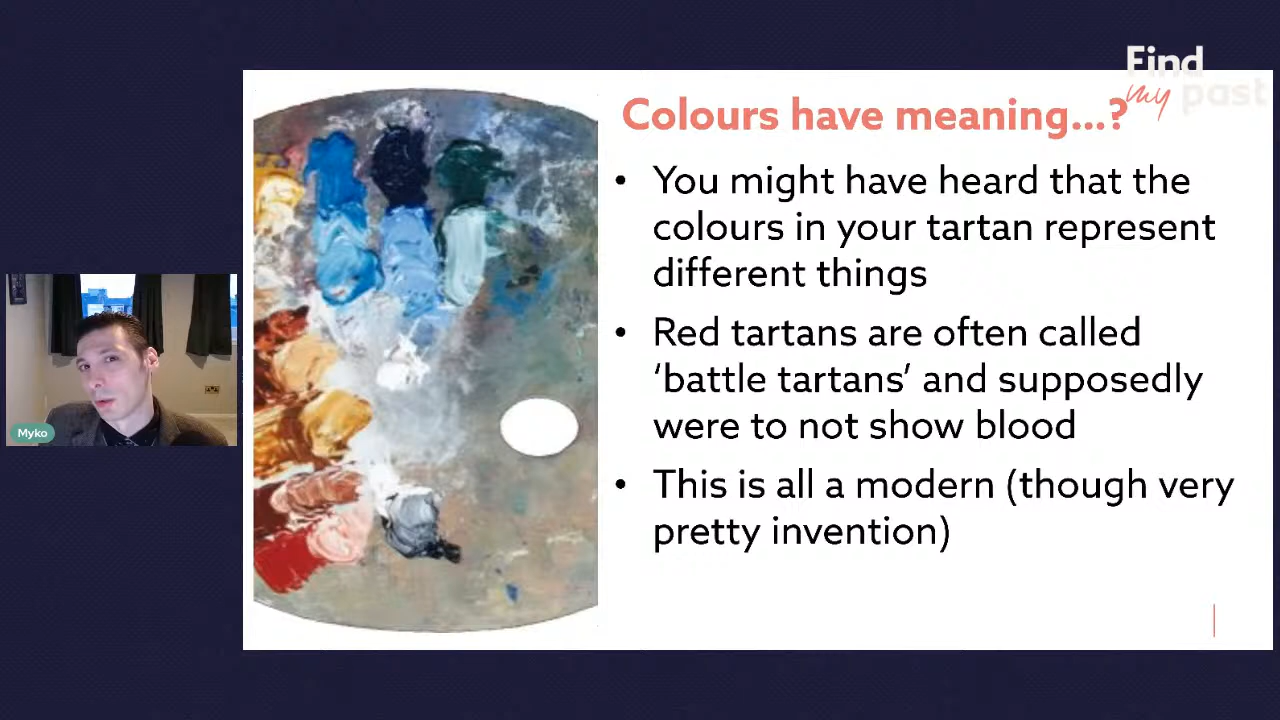 Find
my past
Colours have meaning...?
• You might have heard that the
colours in your tartan represent
different things
• Red tartans are often called
‘battle tartans’ and supposedly
were to not show blood
• This is all a modern (though very
pretty invention)
Myko